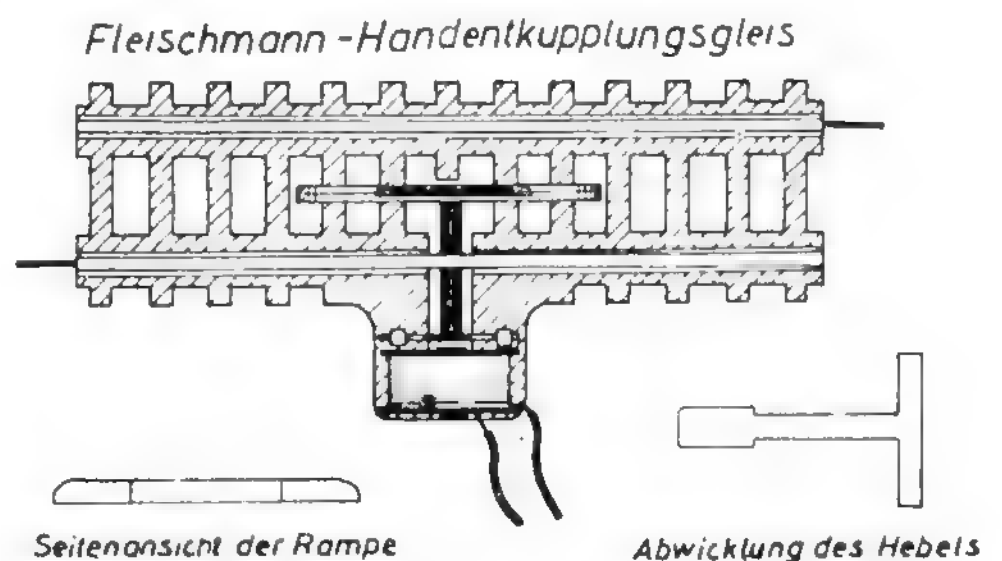 Fleischmann-Handentkupplungsgleis
Seitenansicht der Rampe
Abwicklung des Hebels